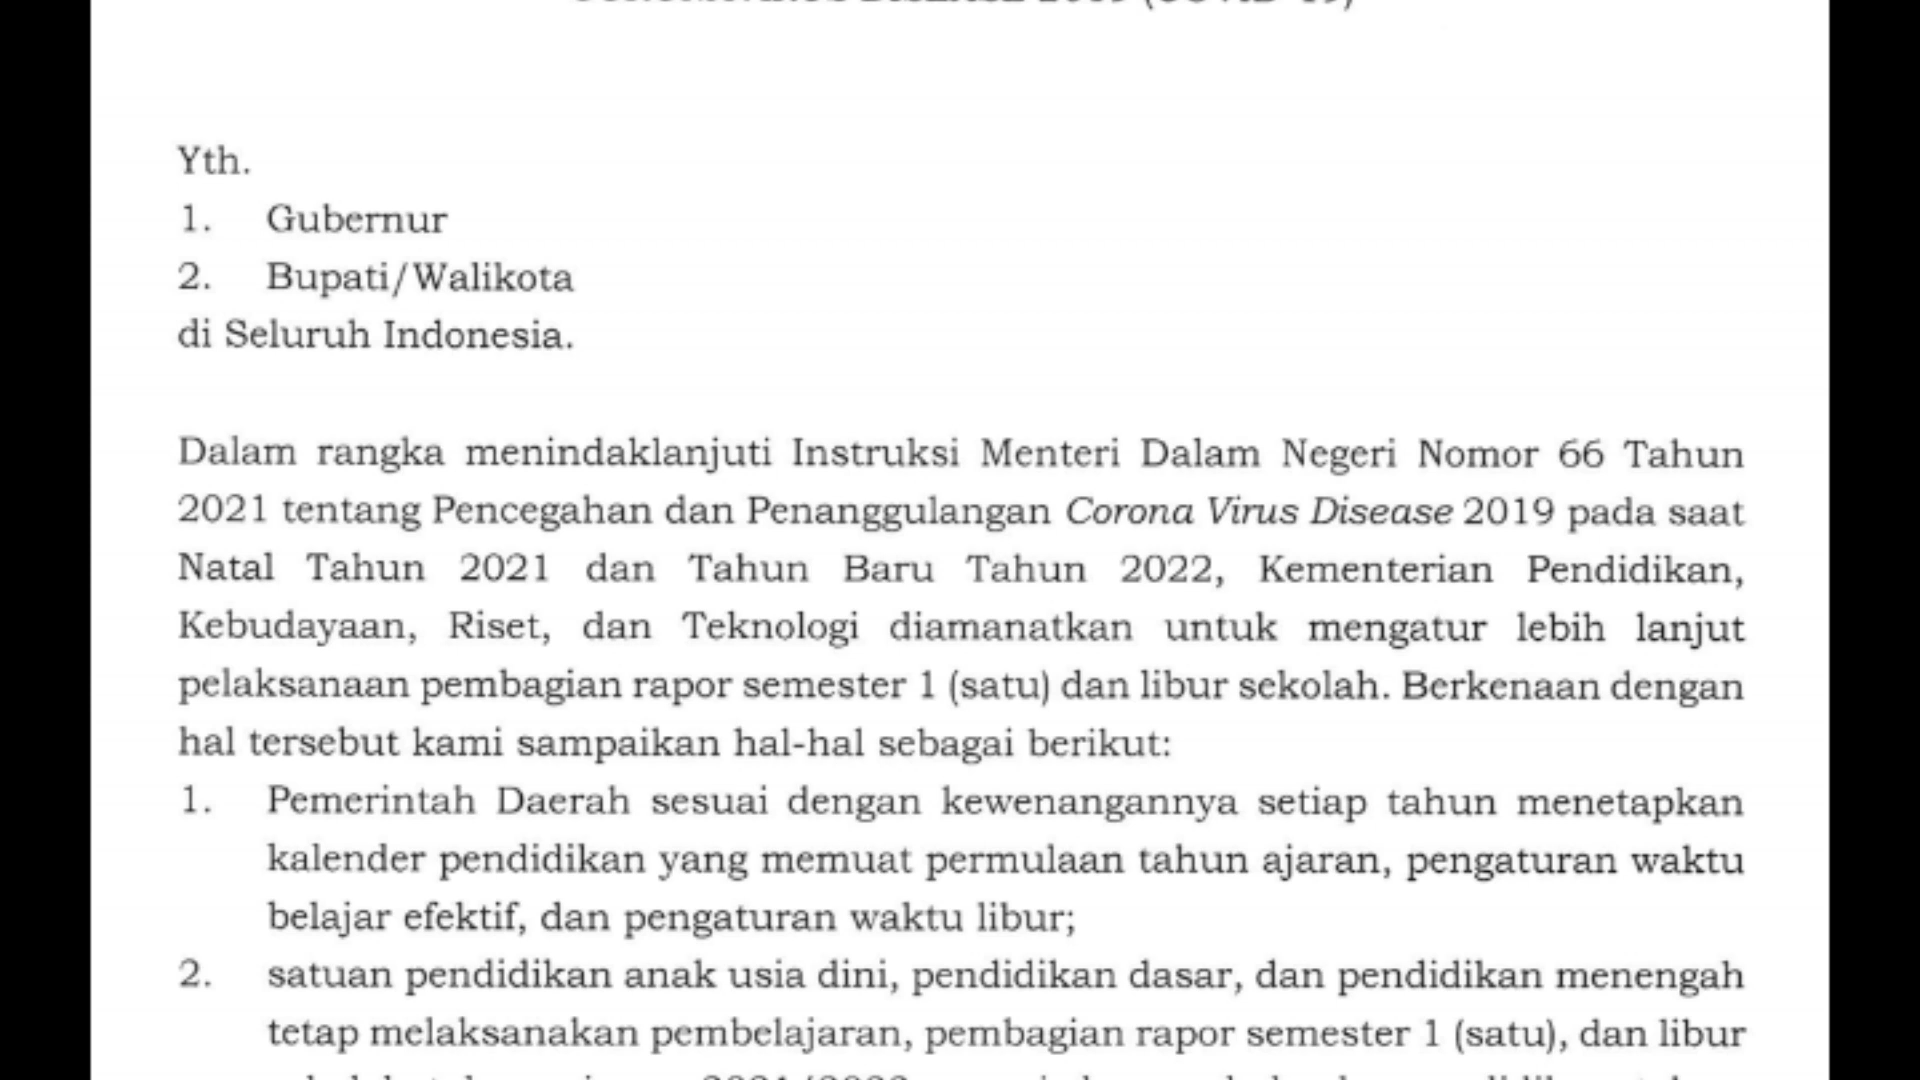 2019 (COVID-19)
Yth.
1. Gubernur
2. Bupati/Walikota
di Seluruh Indonesia.
Dalam rangka menindaklanjuti Instruksi Menteri Dalam Negeri Nomor 66 Tahun
2021 tentang Pencegahan dan Penanggulangan Corona Virus Disease 2019 pada saat
Natal Tahun 2021 dan Tahun Baru Tahun 2022, Kementerian Pendidikan,
Kebudayaan, Riset, dan Teknologi diamanatkan untuk mengatur lebih lanjut
pelaksanaan pembagian rapor semester 1 (satu) dan libur sekolah. Berkenaan dengan
hal tersebut kami sampaikan hal-hal sebagai berikut:
1. Pemerintah Daerah sesuai dengan kewenangannya setiap tahun menetapkan
kalender pendidikan yang memuat permulaan tahun ajaran, pengaturan waktu
belajar efektif, dan pengaturan waktu libur;
2. satuan pendidikan anak usia dini, pendidikan dasar, dan pendidikan menengah
tetap melaksanakan pembelajaran, pembagian rapor semester 1 (satu), dan libur